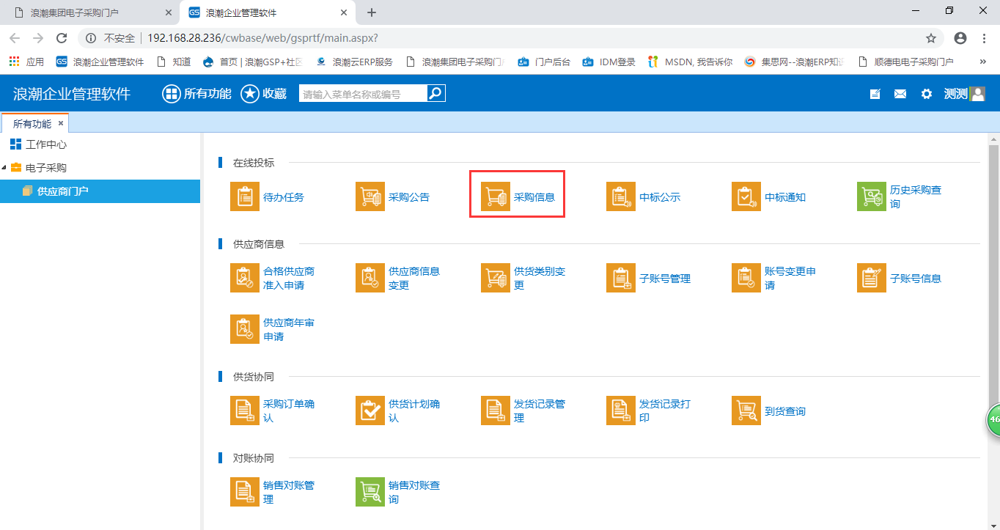 浪潮集团电子采购门户
浪潮企业管理软件
不安全
192.168.28.236/cwbase/web/gsprtf/main.aspx?
应用
浪潮企业管理软件
知道
首页 | 浪潮GSP+社区
浪潮云ERP服务
浪潮集团电子采购门户
门户后台
IDM登录
MSDN, 我告诉你
集思网--浪潮ERP知识
顺德电电子采购门户
»
浪潮企业管理软件
所有功能
收藏
请输入菜单名称或编号
测测
所有功能
工作中心
电子采购
供应商门户
在线投标
待办任务
采购公告
采购信息
中标公示
中标通知
历史采购查
询
供应商信息
合格供应商
准入申请
供应商信息
变更
供货类别变
更
子账号管理
账号变更申
请
子账号信息
供应商年审
申请
供货协同
采购订单确
认
供货计划确
认
发货记录管
理
发货记录打
印
到货查询
46
对账协同
销售对账管
理
销售对账查
询